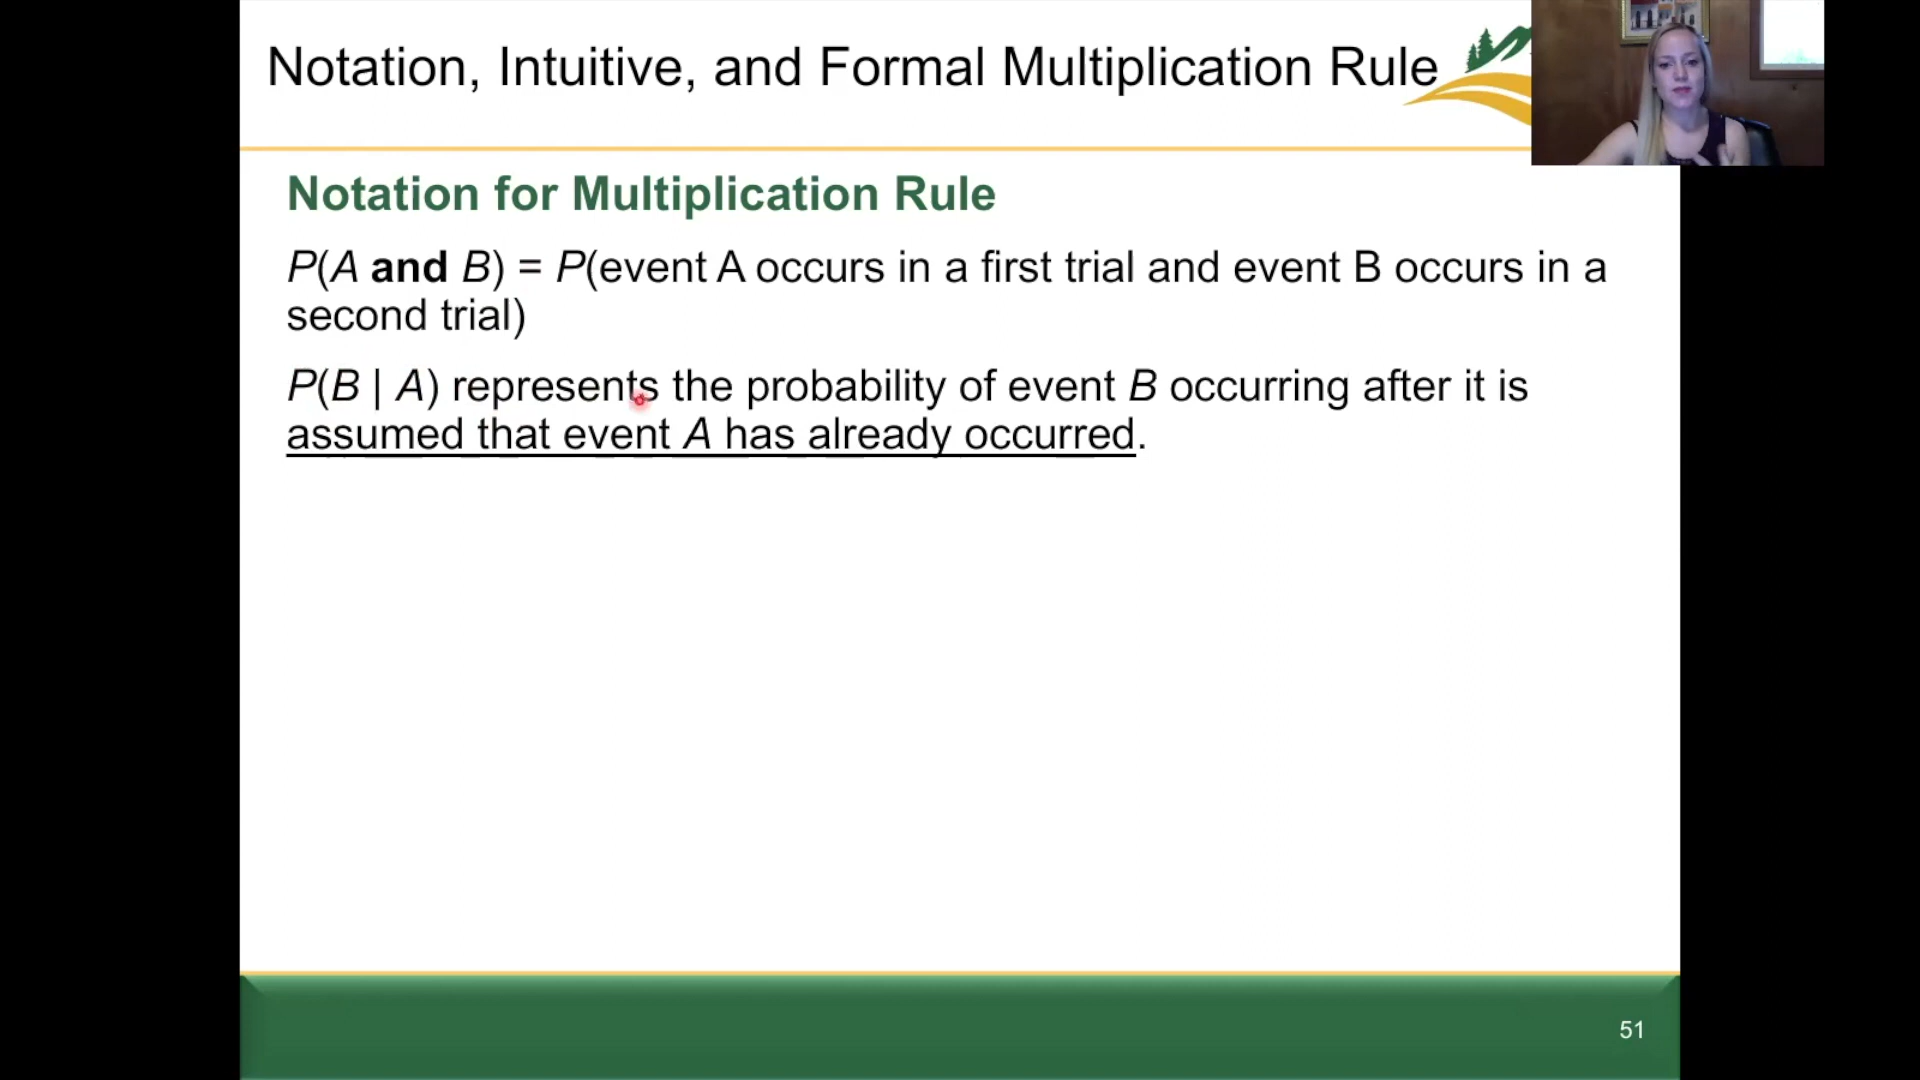 Notation, Intuitive, and Formal Multiplication Rule
Notation for Multiplication Rule
P(A and B) = P(event A occurs in a first trial and event B occurs in a
second trial)
P(B | A) represents the probability of event B occurring after it is
assumed that event A has already occurred.
51